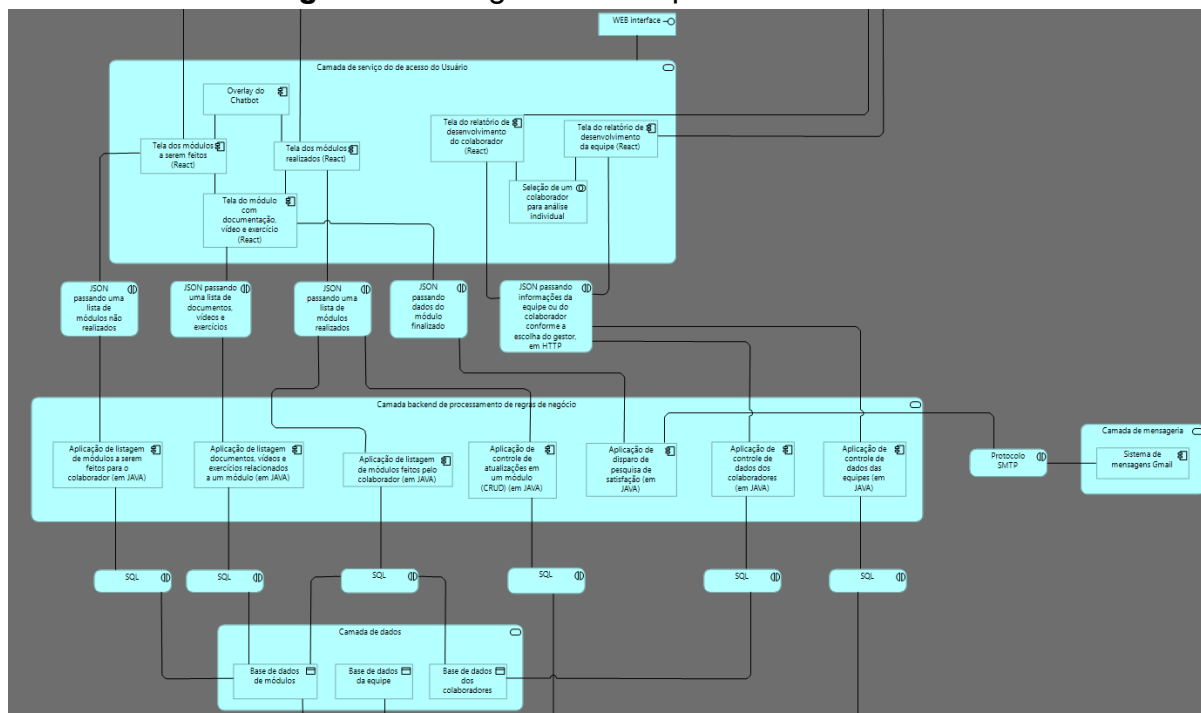 WEB interface
Camada de serviço do de acesso do Usuário
Overlay do
Chatbot
Tela dos módulos
a serem feitos
(React)
Tela dos módulos
realizados (React)
Tela do relatório de
desenvolvimento
do colaborador
(React)
Tela do relatório de
desenvolvimento
da equipe (React)
Seleção de um
colaborador
para análise
individual
Tela do módulo
com
documentação,
vídeo e exercício
(React)
JSON
passando uma
lista de
módulos não
realizados
JSON passando
uma lista de
documentos,
vídeos e
exercícios
JSON
passando uma
lista de
módulos
realizados
JSON
passando
dados do
módulo
finalizado
JSON passando
informações da
equipe ou do
colaborador
conforme a
escolha do gestor,
em HTTP
Camada backend de processamento de regras de negócio
Aplicação de listagem
de módulos a serem
feitos para o
colaborador (em JAVA)
Aplicação de listagem
documentos, vídeos e
exercícios relacionados
a um módulo (em JAVA)
Aplicação de listagem
de módulos feitos pelo
colaborador (em JAVA)
Aplicação de
controle de
atualizações em
um módulo
(CRUD) (em JAVA)
Aplicação de
disparo de
pesquisa de
satisfação (em
JAVA)
Aplicação de
controle de
dados dos
colaboradores
(em JAVA)
Aplicação de
controle de
dados das
equipes (em
JAVA)
Protocolo
SMTP
Camada de mensageria
Sistema de
mensagens Gmail
SQL
SQL
SQL
SQL
SQL
SQL
Camada de dados
Base de dados
de módulos
Base de dados
da equipe
Base de dados
dos
colaboradores